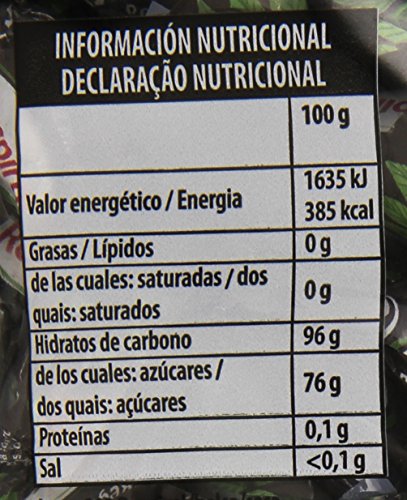 INFORMACIÓN NUTRICIONAL
DECLARAÇÃO NUTRICIONAL
100 g
Valor energético / Energia 1635 kJ
385 kcal
Grasas / Lípidos 0 g
de las cuales: saturadas / dos
quais: saturados 0 g
Hidratos de carbono 96 g
de los cuales: azúcares /
dos quais: açúcares 76 g
Proteínas 0,1 g
Sal <0,1 g